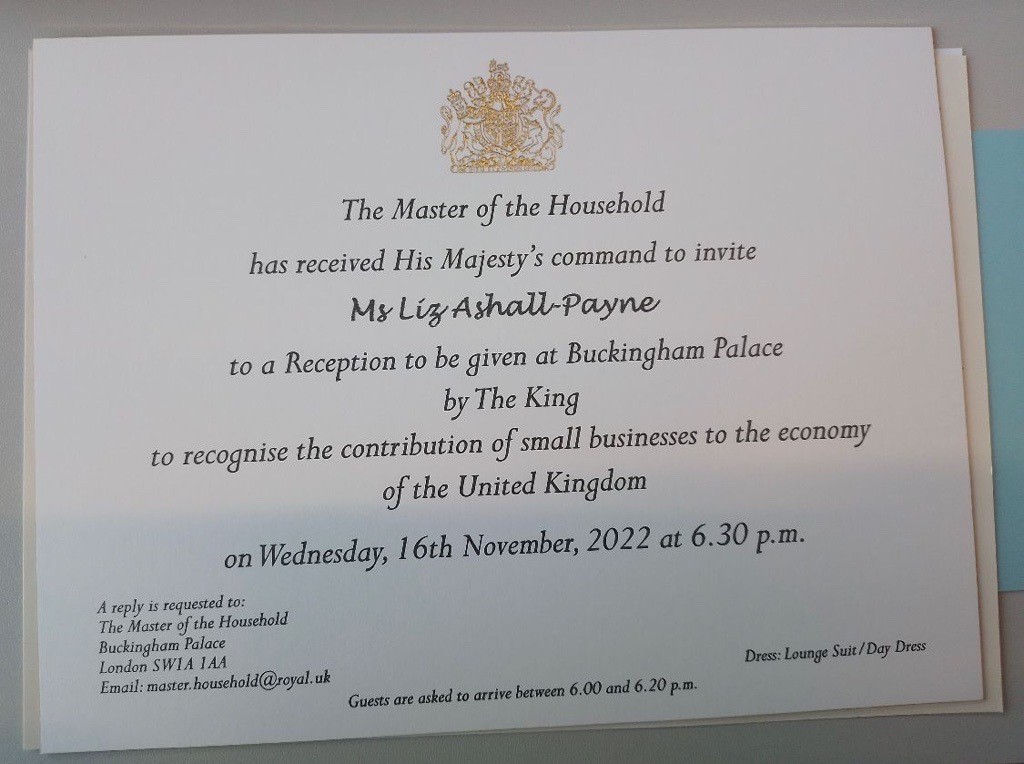 The Master of the Household
has received His Majesty's command to invite
Ms Liz Ashall-Payne
to a Reception to be given at Buckingham Palace
by The King
to recognise the contribution of small businesses to the economy
of the United Kingdom
on Wednesday, 16th November, 2022 at 6.30 p.m.
A reply is requested to:
The Master of the Household
Buckingham Palace
London SW1A 1AA
Email: master.household@royal.uk
Dress: Lounge Suit/Day Dress
Guests are asked to arrive between 6.00 and 6.20 p.m.